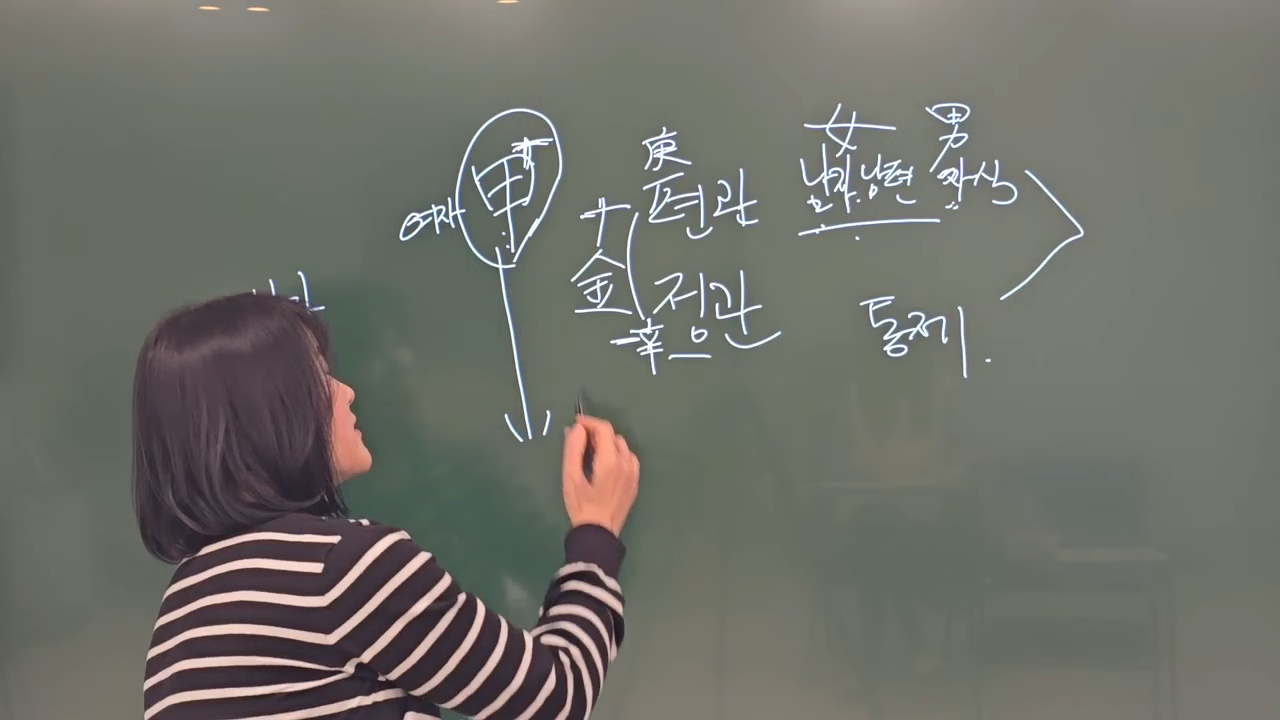 女 男
庚
남자.남편 자식
甲
편관
여자
十
金
정관
辛
통제.